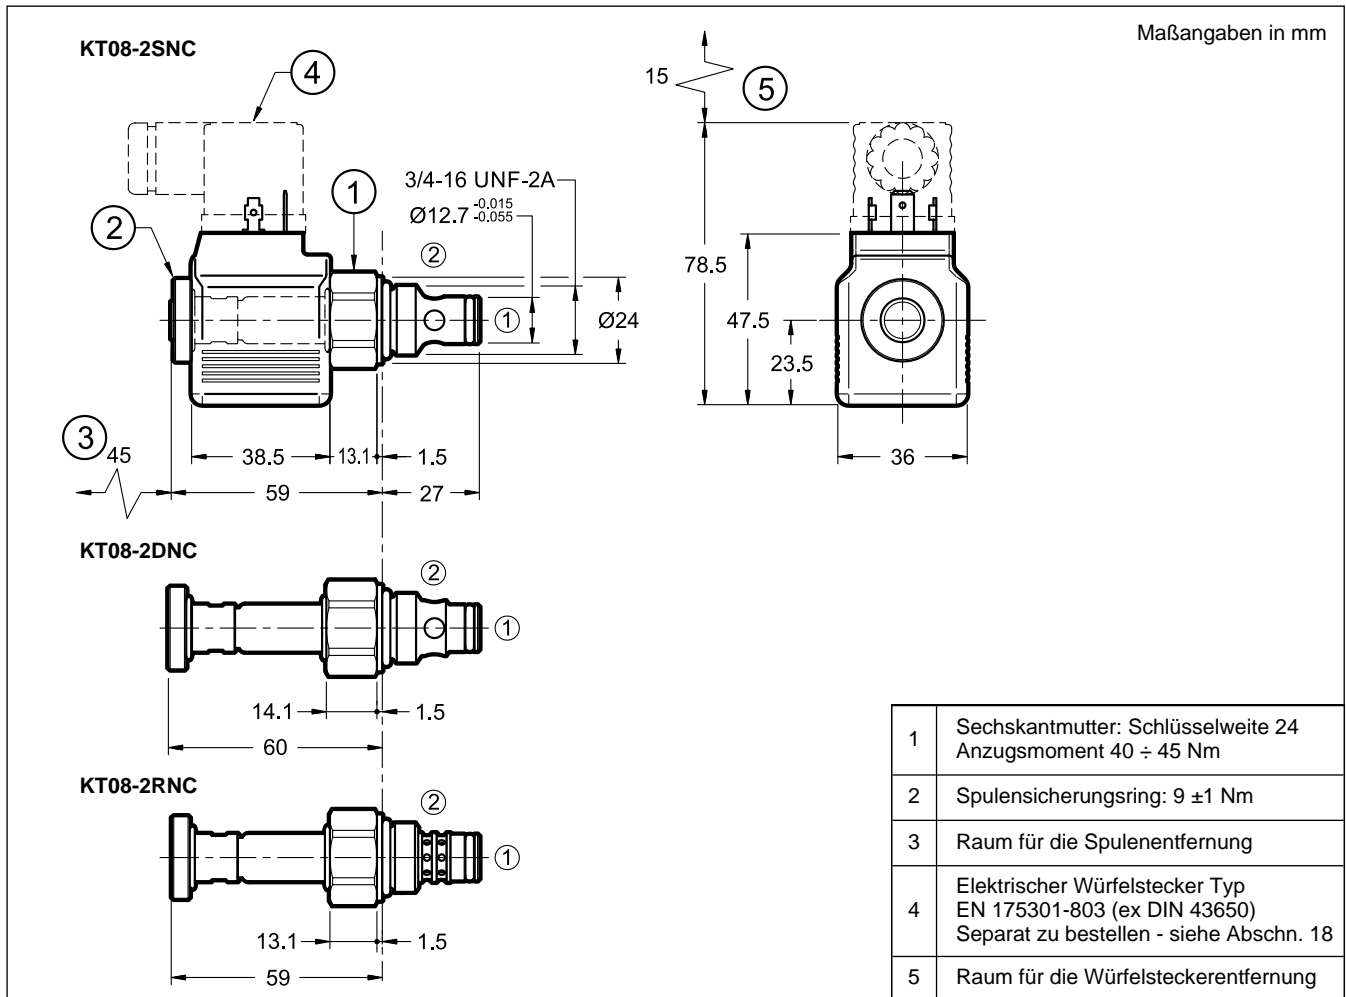 Maßangaben in mm
KT08-2SNC
4
15
5
1
3/4-16 UNF-2A
Ø12.7 -0.015 -0.055
2
2
78.5
47.5
1
Ø24
23.5
3
45
38.5
13.1
1.5
36
59
27
KT08-2DNC
2
1
14.1
1.5
60
KT08-2RNC
2
1
13.1
1.5
59
1 Sechskantmutter: Schlüsselweite 24
Anzugsmoment 40 ÷ 45 Nm
2 Spulensicherungsring: 9 ±1 Nm
3 Raum für die Spulenentfernung
4 Elektrischer Würfelstecker Typ
EN 175301-803 (ex DIN 43650)
Separat zu bestellen - siehe Abschn. 18
5 Raum für die Würfelsteckerentfernung